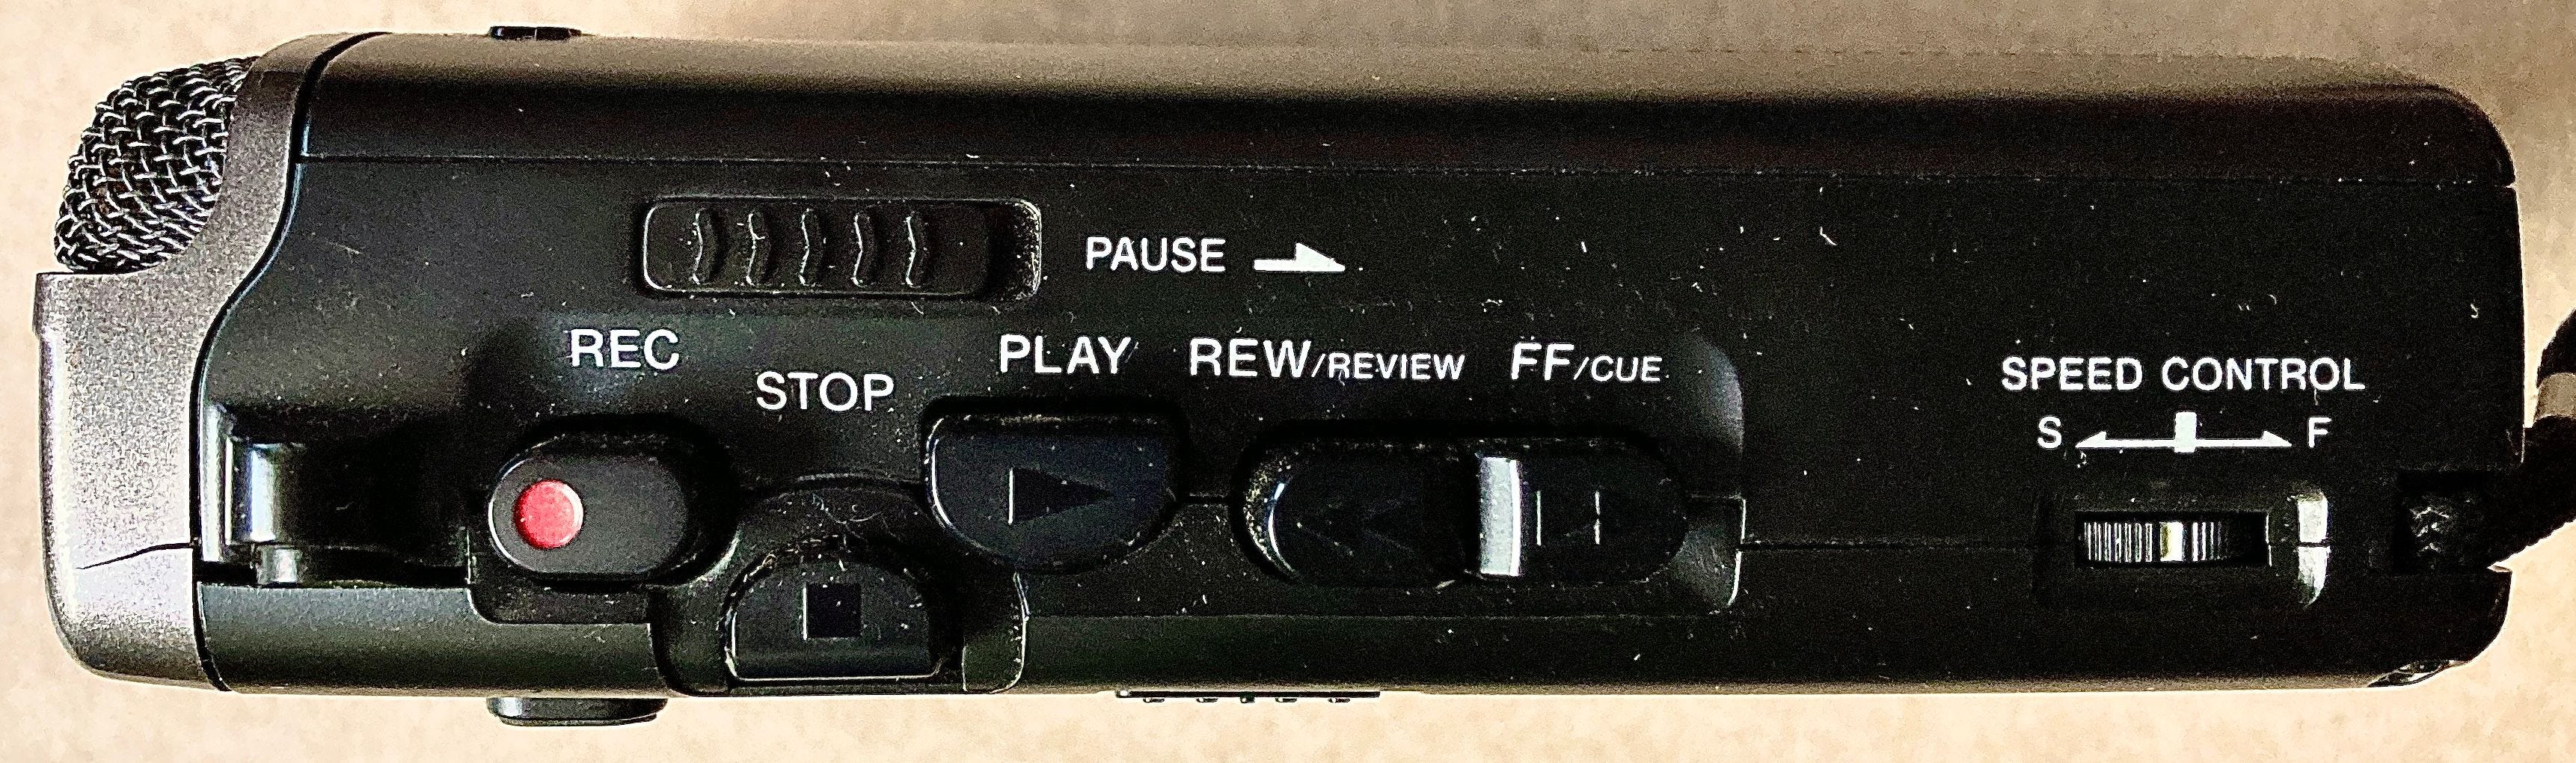 PAUSE
REC
STOP
PLAY
REW/REVIEW
FF/CUE
SPEED CONTROL
S F